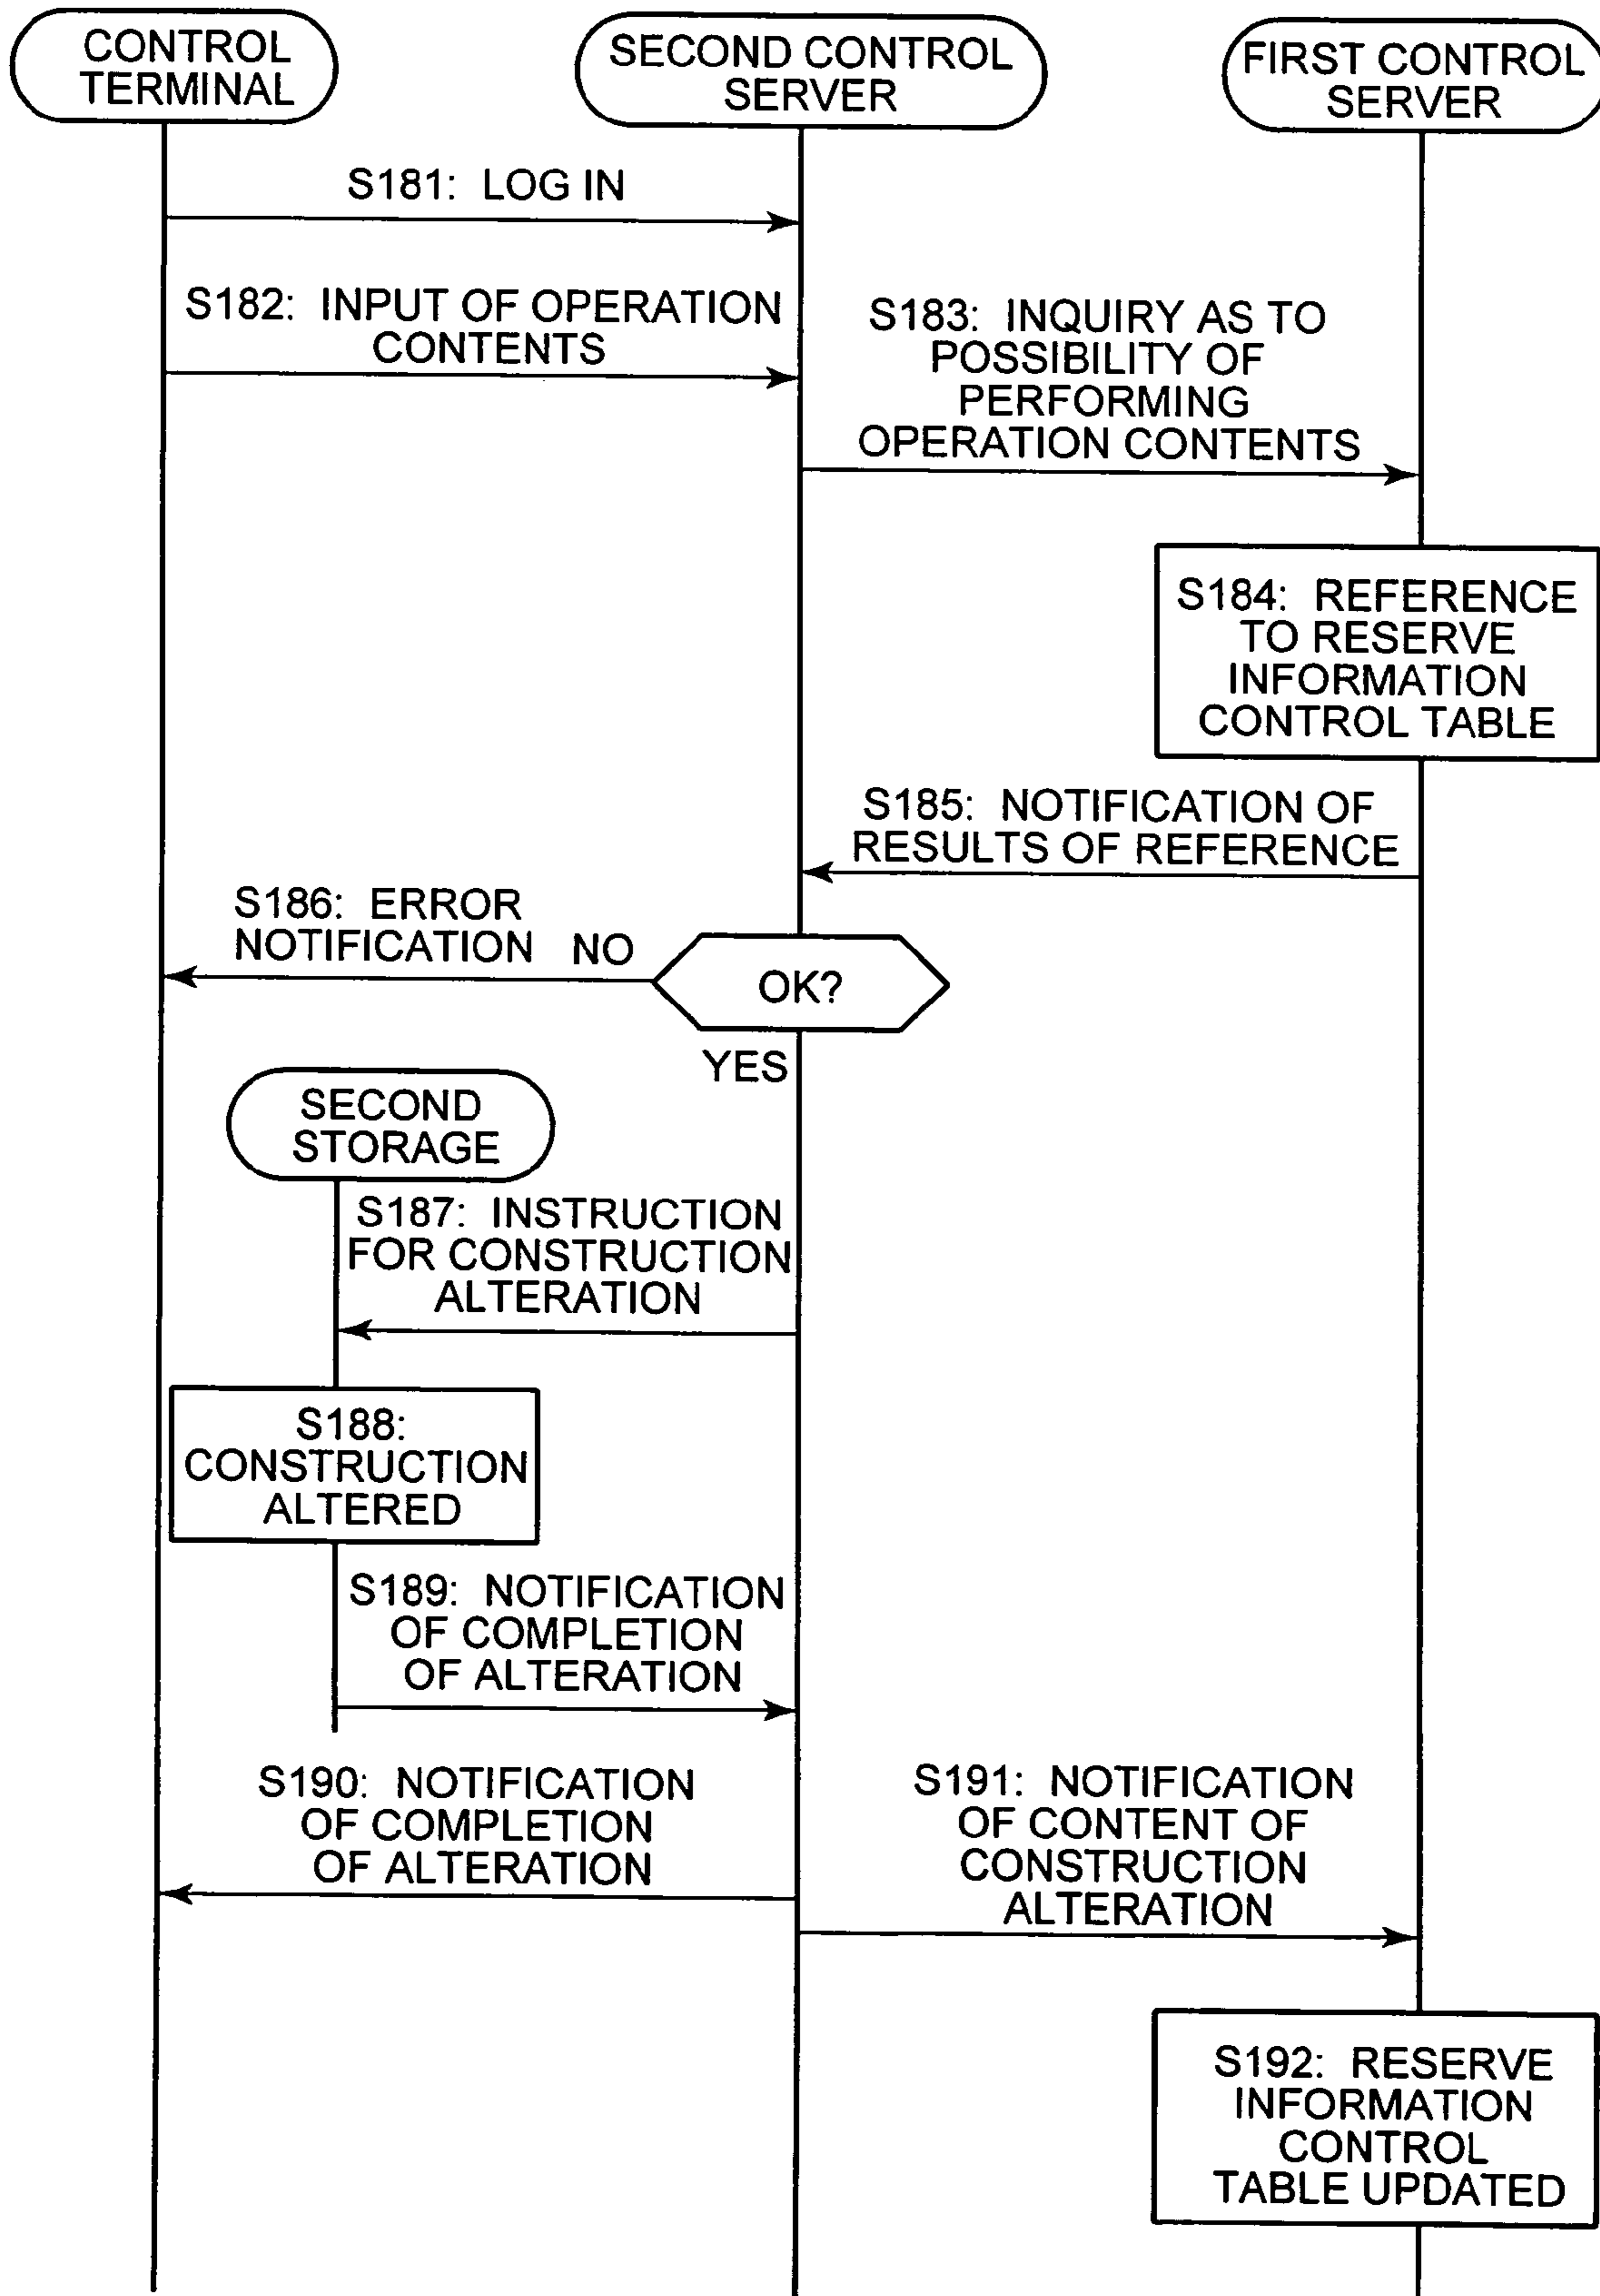 CONTROL
TERMINAL
SECOND CONTROL
SERVER
FIRST CONTROL
SERVER
S181: LOG IN
S182: INPUT OF OPERATION
CONTENTS
S183: INQUIRY AS TO
POSSIBILITY OF
PERFORMING
OPERATION CONTENTS
S184: REFERENCE
TO RESERVE
INFORMATION
CONTROL TABLE
S185: NOTIFICATION OF
RESULTS OF REFERENCE
S186: ERROR
NOTIFICATION NO
OK?
YES
SECOND
STORAGE
S187: INSTRUCTION
FOR CONSTRUCTION
ALTERATION
S188:
CONSTRUCTION
ALTERED
S189: NOTIFICATION
OF COMPLETION
OF ALTERATION
S190: NOTIFICATION
OF COMPLETION
OF ALTERATION
S191: NOTIFICATION
OF CONTENT OF
CONSTRUCTION
ALTERATION
S192: RESERVE
INFORMATION
CONTROL
TABLE UPDATED